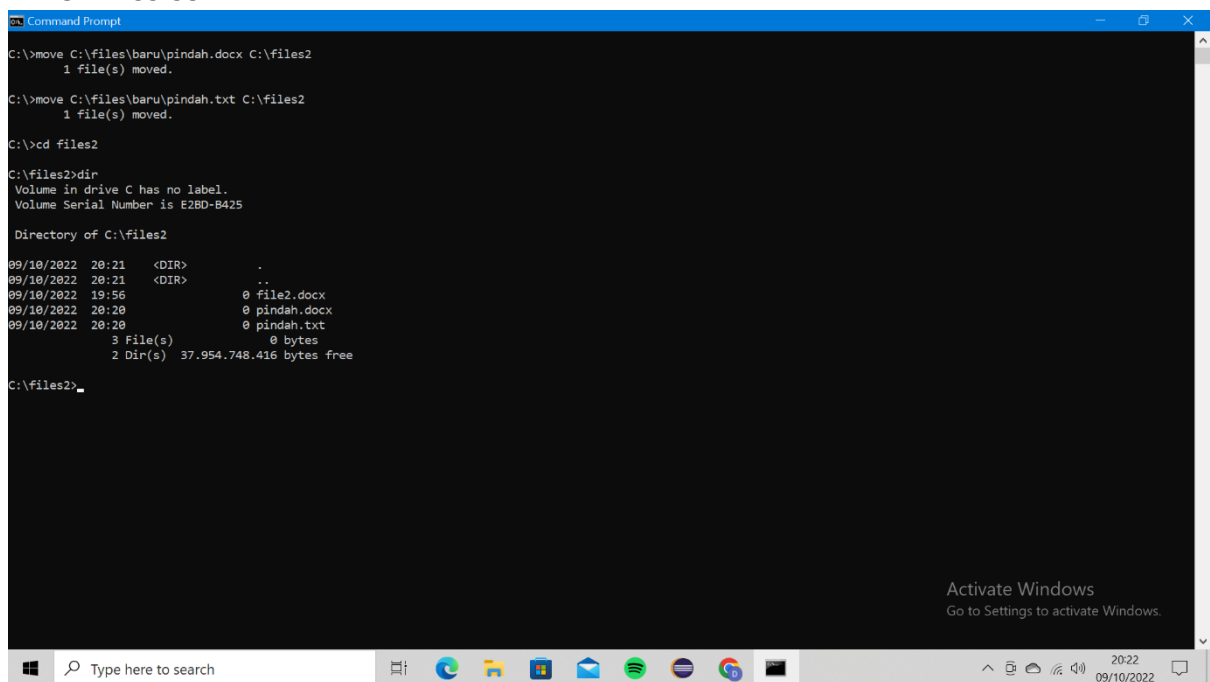 Command Prompt
C:\>move C:\files\baru\pindah.docx C:\files2
1 file(s) moved.
C:\>move C:\files\baru\pindah.txt C:\files2
1 file(s) moved.
C:\>cd files2
C:\files2>dir
Volume in drive C has no label.
Volume Serial Number is E2BD-B425
Directory of C:\files2
09/10/2022 20:21 <DIR> .
09/10/2022 20:21 <DIR> ..
09/10/2022 19:56 0 file2.docx
09/10/2022 20:20 0 pindah.docx
09/10/2022 20:20 0 pindah.txt
3 File(s) 0 bytes
2 Dir(s) 37.954.748.416 bytes free
C:\files2>
Activate Windows
Go to Settings to activate Windows.
Type here to search
20:22
09/10/2022